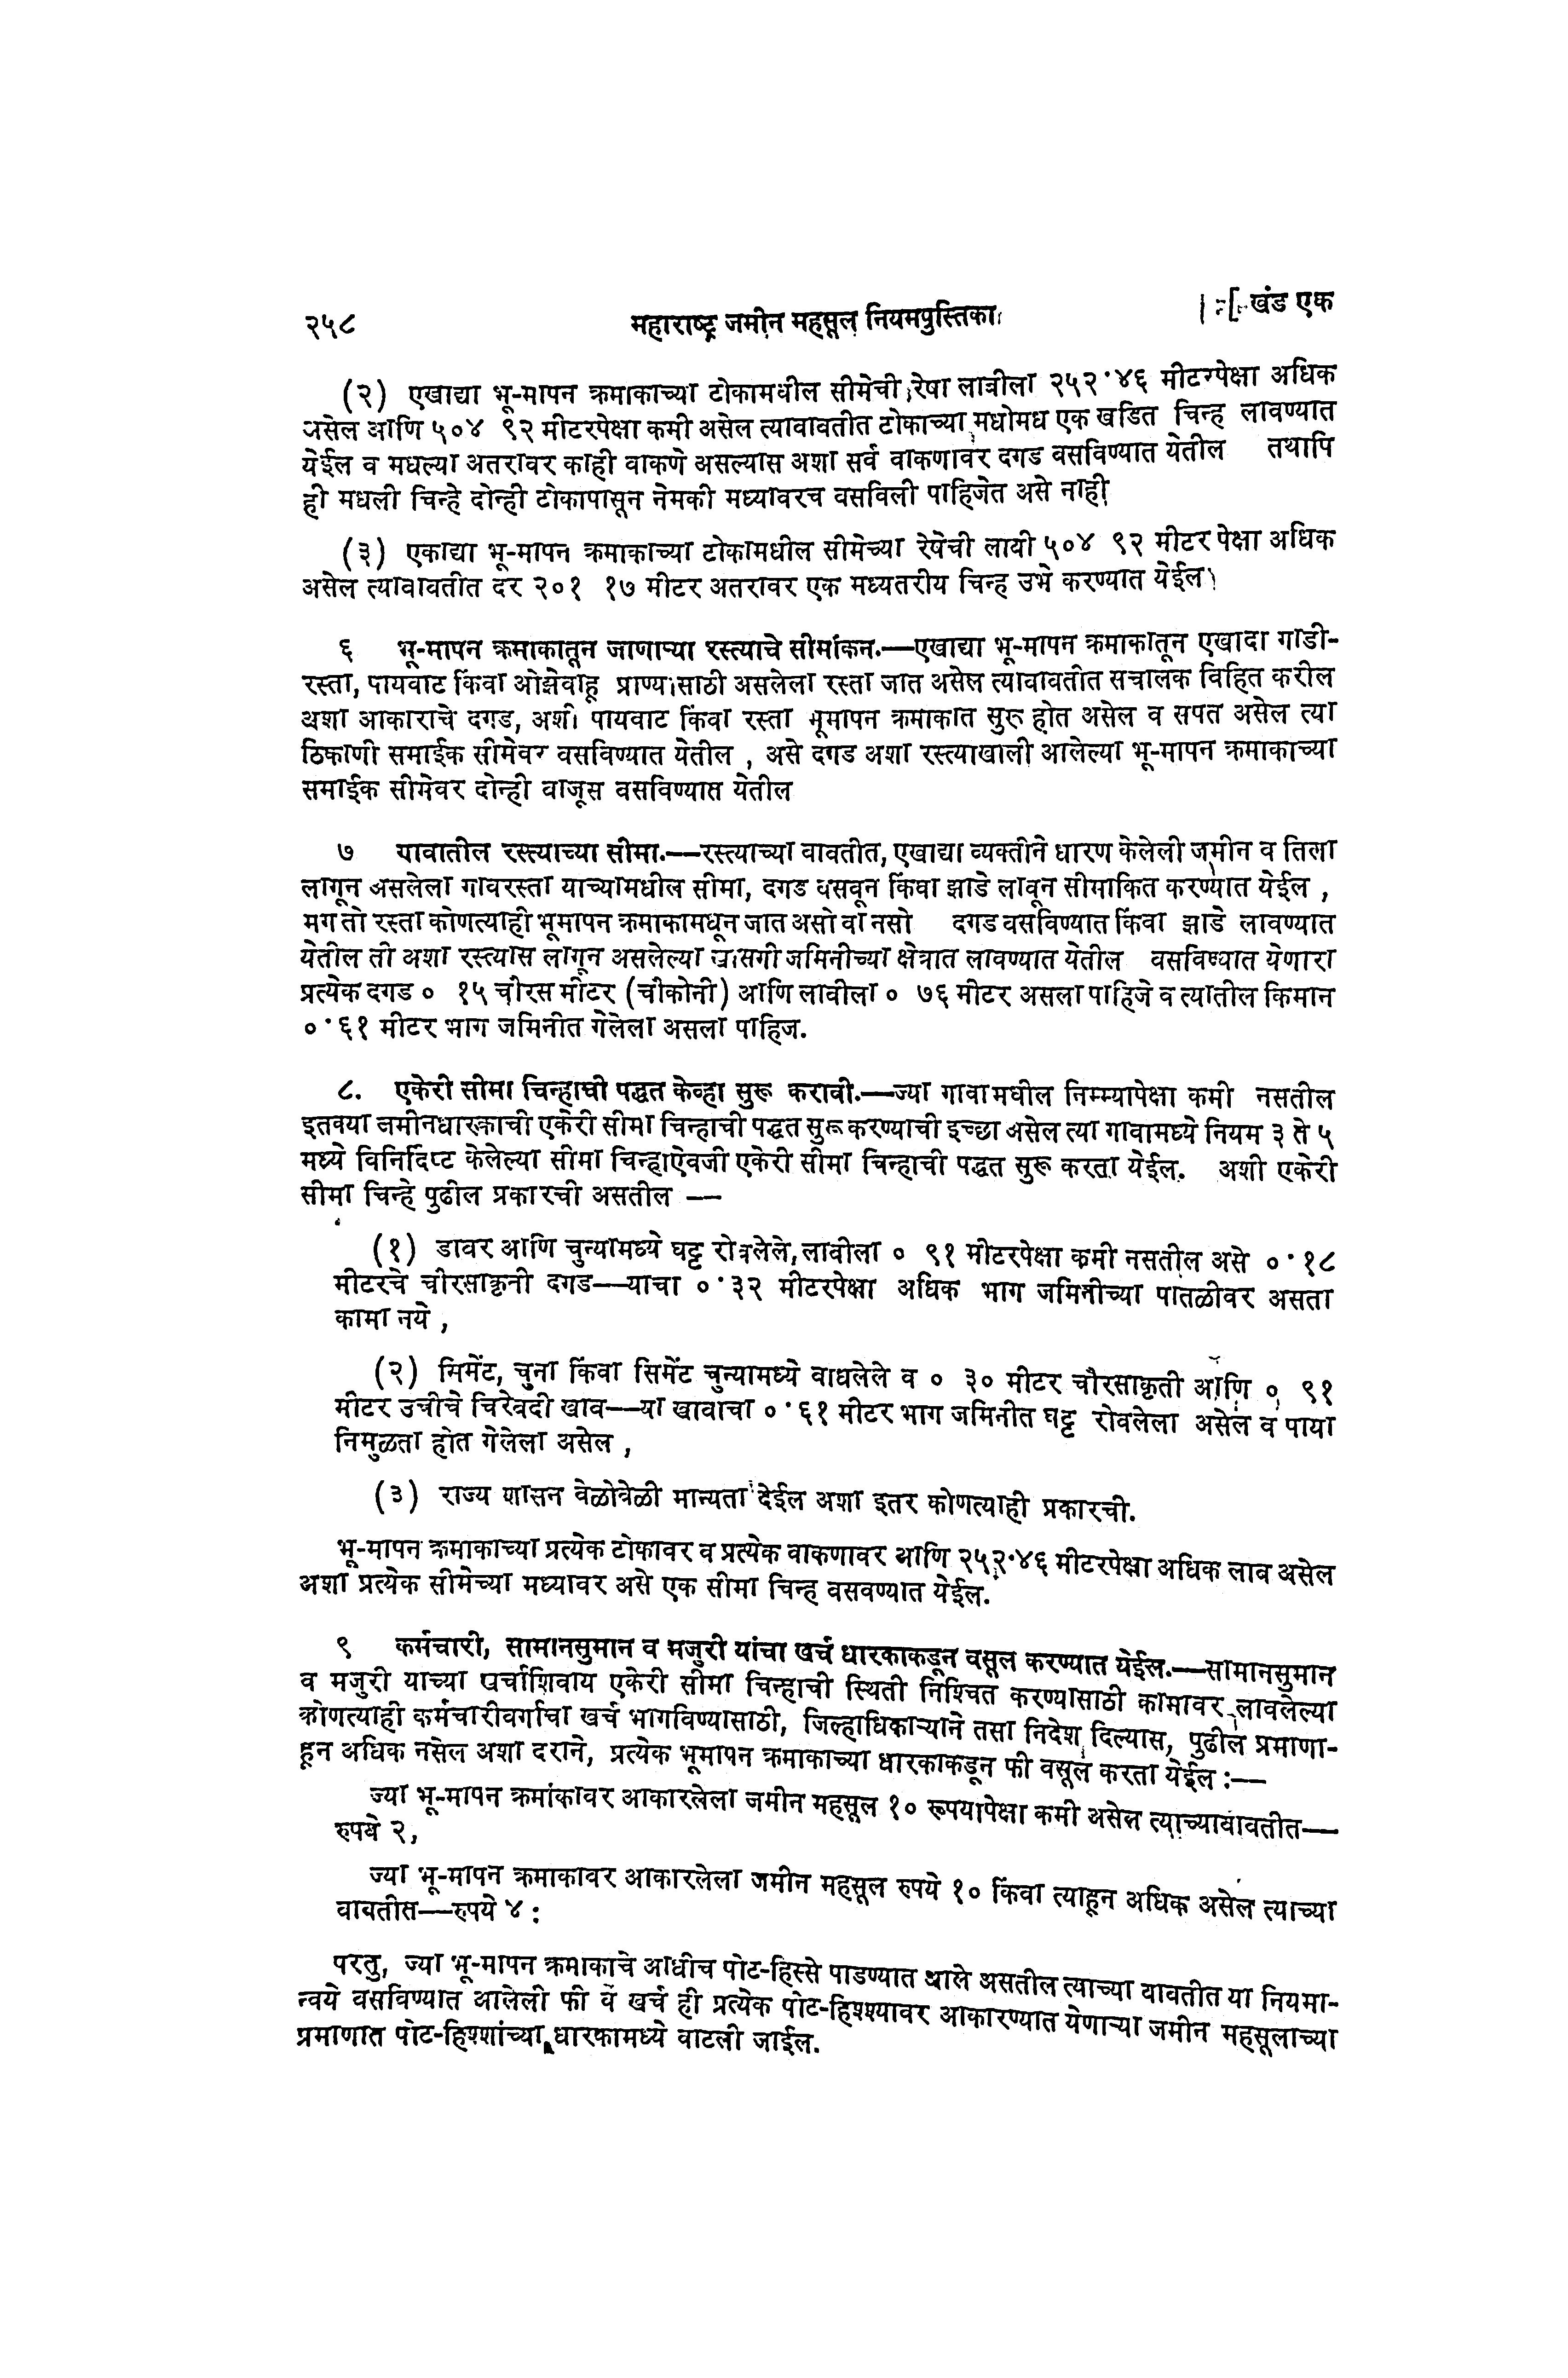 २५८ महाराष्ट्र जमीन महसूल नियमपुस्तिका [खंड एक
(२) एखाद्या भू-मापन क्रमाकाच्या टोकामधील सीमेची रेषा लाबीला २५२·४६ मीटरपेक्षा अधिक
असेल आणि ५०४ ९२ मीटरपेक्षा कमी असेल त्याबाबतीत टोकाच्या मधोमध एक खडित चिन्ह लावण्यात
येईल व मधल्या अतरावर काही वाकणे असल्यास अशा सर्व वाकणावर दगड बसविण्यात येतील तथापि
ही मधली चिन्हे दोन्ही टोकापासून नेमकी मध्यावरच बसविली पाहिजेत असे नाही
(३) एकाद्या भू-मापन क्रमाकाच्या टोकामधील सीमेच्या रेषेची लाबी ५०४ ९२ मीटर पेक्षा अधिक
असेल त्याबाबतीत दर २०१ १७ मीटर अतरावर एक मध्यतरीय चिन्ह उभे करण्यात येईल
६ भू-मापन क्रमाकातून जाणाऱ्या रस्त्याचे सीमांकन.—एखाद्या भू-मापन क्रमाकातून एखादा गाडी-
रस्ता, पायवाट किंवा ओझेवाहू प्राण्यासाठी असलेला रस्ता जात असेल त्याबाबतीत सचालक विहित करील
अशा आकाराचे दगड, अशी पायवाट किंवा रस्ता भूमापन क्रमाकात सुरू होत असेल व सपत असेल त्या
ठिकाणी समाईक सीमेवर बसविण्यात येतील , असे दगड अशा रस्त्याखाली आलेल्या भू-मापन क्रमाकाच्या
समाईक सीमेवर दोन्ही बाजूस बसविण्यात येतील
७ गावातील रस्त्याच्या सीमा.—रस्त्याच्या बाबतीत, एखाद्या व्यक्तीने धारण केलेली जमीन व तिला
लागून असलेला गावरस्ता याच्यामधील सीमा, दगड बसवून किंवा झाडे लावून सीमाकित करण्यात येईल ,
मग तो रस्ता कोणत्याही भूमापन क्रमाकामधून जात असो वा नसो दगड बसविण्यात किंवा झाडे लावण्यात
येतील ती अशा रस्त्यास लागून असलेल्या खासगी जमिनीच्या क्षेत्रात लावण्यात येतील बसविण्यात येणारा
प्रत्येक दगड ० १५ चौरस मीटर (चौकोनी) आणि लाबीला ० ७६ मीटर असला पाहिजे व त्यातील किमान
०·६१ मीटर भाग जमिनीत गेलेला असला पाहिज.
८. एकेरी सीमा चिन्हाची पद्धत केव्हा सुरू करावी.—ज्या गावामधील निम्म्यापेक्षा कमी नसतील
इतक्या जमीनधारकाची एकेरी सीमा चिन्हाची पद्धत सुरू करण्याची इच्छा असेल त्या गावामध्ये नियम ३ ते ५
मध्ये विनिर्दिष्ट केलेल्या सीमा चिन्हाऐवजी एकेरी सीमा चिन्हाची पद्धत सुरू करता येईल. अशी एकेरी
सीमा चिन्हे पुढील प्रकारची असतील —
(१) डाबर आणि चुन्यामध्ये घट्ट रोवलेले, लाबीला ० ९१ मीटरपेक्षा कमी नसतील असे ०·१८
मीटरचे चौरसाकृती दगड—याचा ०·३२ मीटरपेक्षा अधिक भाग जमिनीच्या पातळीवर असता
कामा नये ,
(२) सिमेंट, चुना किंवा सिमेंट चुन्यामध्ये बाधलेले व ० ३० मीटर चौरसाकृती आणि ० ९१
मीटर उचीचे चिरेबदी खाब—या खाबाचा ०·६१ मीटर भाग जमिनीत घट्ट रोवलेला असेल व पाया
निमुळता होत गेलेला असेल ,
(३) राज्य शासन वेळोवेळी मान्यता देईल अशा इतर कोणत्याही प्रकारची.
भू-मापन क्रमाकाच्या प्रत्येक टोकावर व प्रत्येक वाकणावर आणि २५२·४६ मीटरपेक्षा अधिक लाब असेल
अशा प्रत्येक सीमेच्या मध्यावर असे एक सीमा चिन्ह बसवण्यात येईल.
९ कर्मचारी, सामानसुमान व मजुरी यांचा खर्च धारकाकडून वसूल करण्यात येईल.—सामानसुमान
व मजुरी याच्या खर्चाशिवाय एकेरी सीमा चिन्हाची स्थिती निश्चित करण्यासाठी कामावर लावलेल्या
कोणत्याही कर्मचारीवर्गाचा खर्च भागविण्यासाठी, जिल्हाधिकाऱ्याने तसा निदेश दिल्यास, पुढील प्रमाणा-
हून अधिक नसेल अशा दराने, प्रत्येक भूमापन क्रमाकाच्या धारकाकडून फी वसूल करता येईल :—
ज्या भू-मापन क्रमांकावर आकारलेला जमीन महसूल १० रूपयापेक्षा कमी असेल त्याच्याबाबतीत—
रुपये २,
ज्या भू-मापन क्रमाकावर आकारलेला जमीन महसूल रुपये १० किंवा त्याहून अधिक असेल त्याच्या
बाबतीत—रुपये ४ :
परतु, ज्या भू-मापन क्रमाकाचे आधीच पोट-हिस्से पाडण्यात आले असतील त्याच्या बाबतीत या नियमा-
न्वये बसविण्यात आलेली फी व खर्च ही प्रत्येक पोट-हिश्श्यावर आकारण्यात येणाऱ्या जमीन महसूलाच्या
प्रमाणात पोट-हिश्शांच्या धारकामध्ये वाटली जाईल.